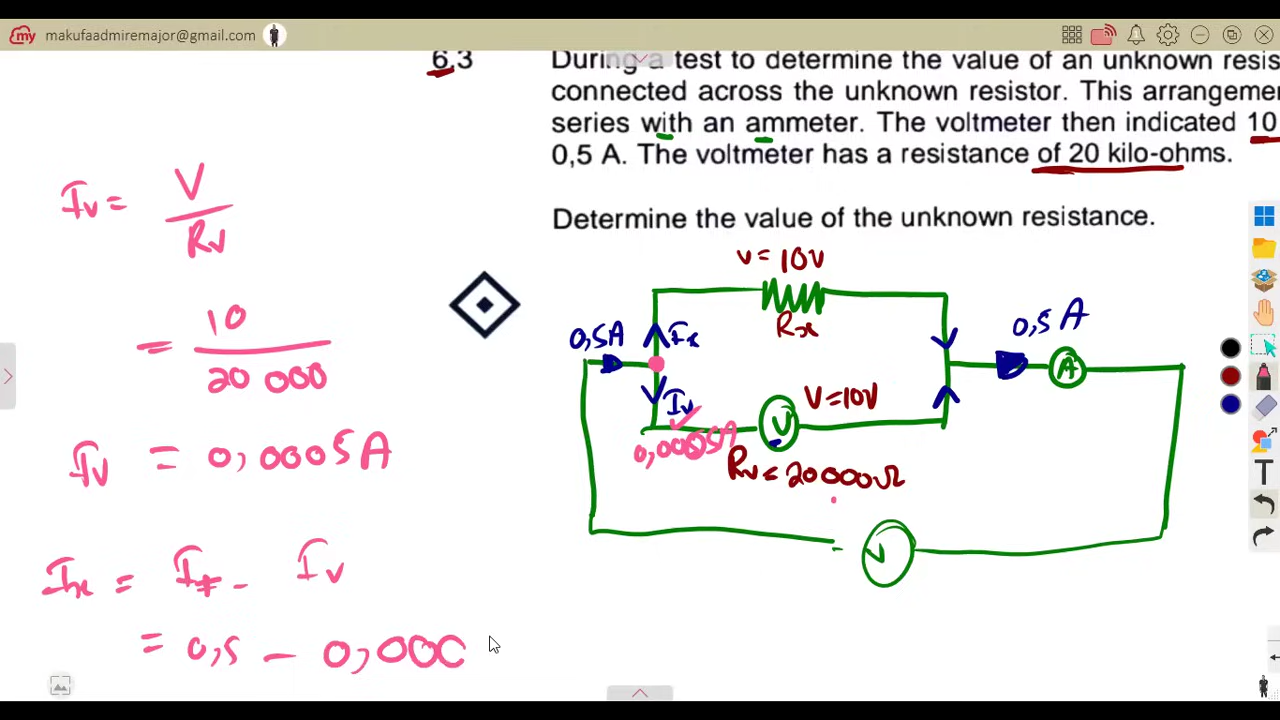 my makufaadmiremajor@gmail.com
6.3 During a test to determine the value of an unknown resis
connected across the unknown resistor. This arrangeme
series with an ammeter. The voltmeter then indicated 10
0,5 A. The voltmeter has a resistance of 20 kilo-ohms.
Determine the value of the unknown resistance.
Iv = V
Rv
= 10
20 000
Iv = 0,0005A
Ix = It - Iv
= 0,5 - 0,000
V = 10V
Rx
0,5A
Ix
0,5A
A
Iv
V
V = 10V
0,0005A
Rv = 20000Ω
V
T